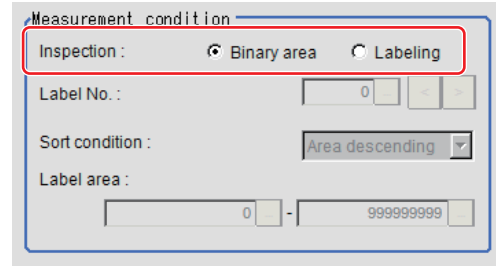 Measurement condition
Inspection : Binary area Labeling
Label No. : 0 ... < >
Sort condition : Area descending
Label area :
0 ... - 999999999 ...